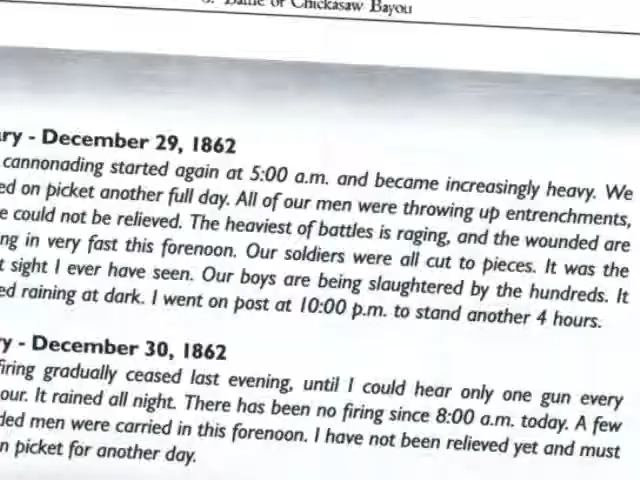 Battle of Chickasaw Bayou
ry - December 29, 1862
cannonading started again at 5:00 a.m. and became increasingly heavy. We
ed on picket another full day. All of our men were throwing up entrenchments,
e could not be relieved. The heaviest of battles is raging, and the wounded are
ng in very fast this forenoon. Our soldiers were all cut to pieces. It was the
t sight I ever have seen. Our boys are being slaughtered by the hundreds. It
ed raining at dark. I went on post at 10:00 p.m. to stand another 4 hours.
y - December 30, 1862
firing gradually ceased last evening, until I could hear only one gun every
our. It rained all night. There has been no firing since 8:00 a.m. today. A few
ded men were carried in this forenoon. I have not been relieved yet and must
n picket for another day.